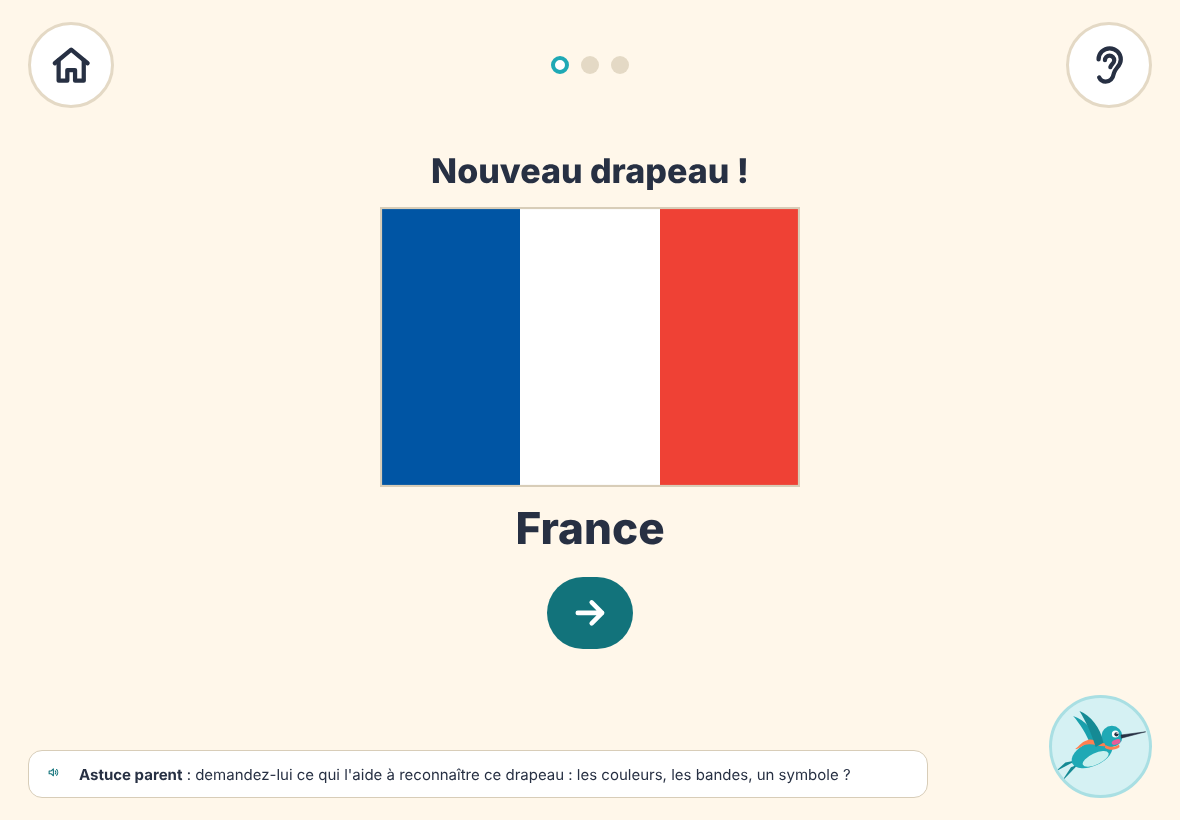 Nouveau drapeau !
France
Astuce parent : demandez-lui ce qui l'aide à reconnaître ce drapeau : les couleurs, les bandes, un symbole ?